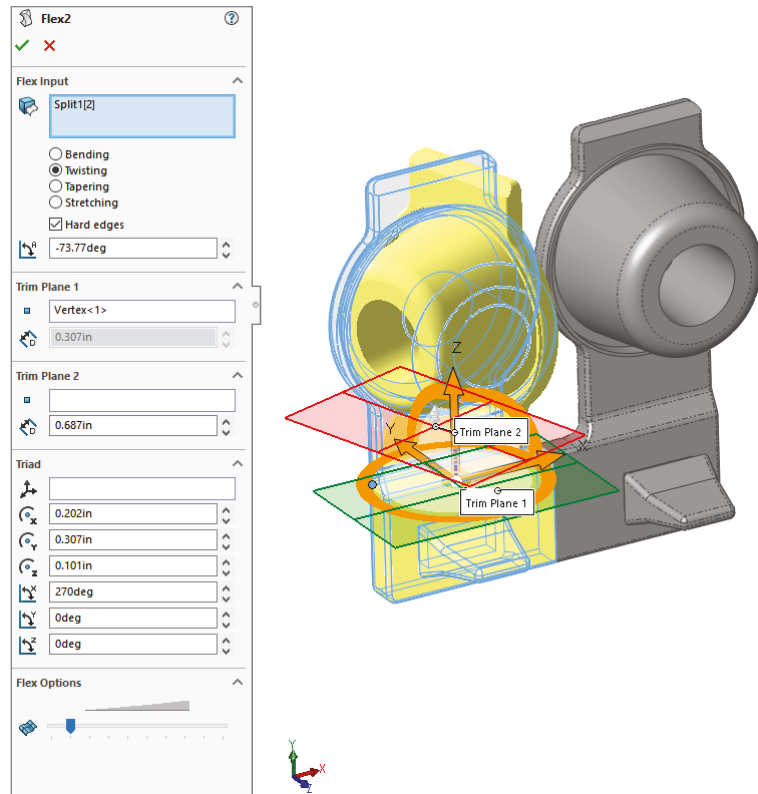 Flex2
Flex Input
Split1[2]
Bending
Twisting
Tapering
Stretching
Hard edges
A
-73.77deg
Trim Plane 1
Vertex<1>
D
0.307in
Trim Plane 2
D
0.687in
Triad
X
0.202in
Y
0.307in
Z
0.101in
X
270deg
Y
0deg
Z
0deg
Flex Options
Z
Y
X
Trim Plane 2
Trim Plane 1
Y
X
Z